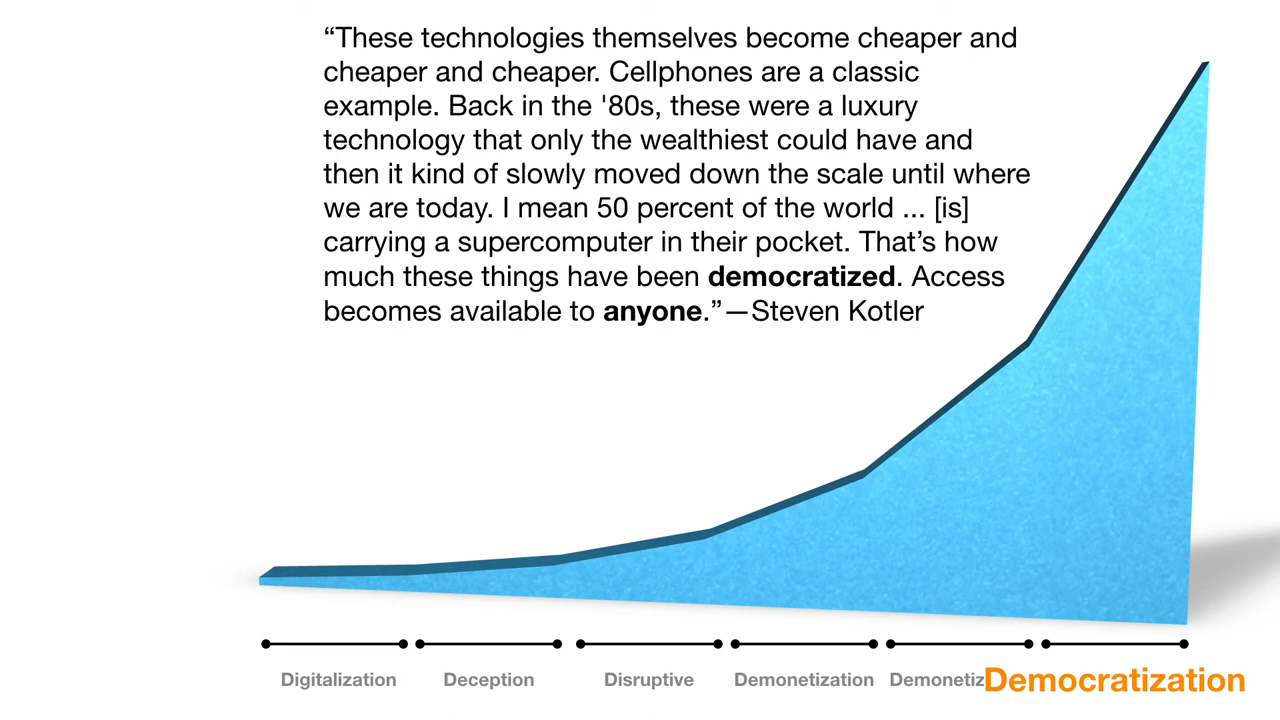 “These technologies themselves become cheaper and
cheaper and cheaper. Cellphones are a classic
example. Back in the '80s, these were a luxury
technology that only the wealthiest could have and
then it kind of slowly moved down the scale until where
we are today. I mean 50 percent of the world ... [is]
carrying a supercomputer in their pocket. That’s how
much these things have been democratized. Access
becomes available to anyone.”—Steven Kotler
Digitalization Deception Disruptive Demonetization Demonetiz Democratization